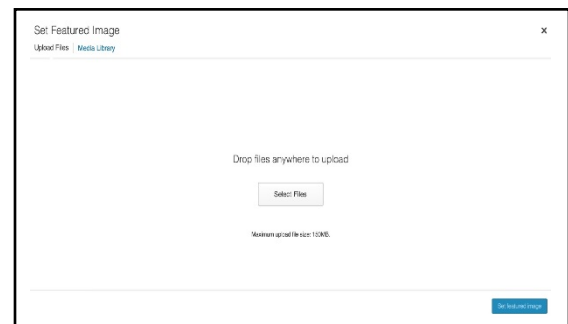 Set Featured Image
x
Upload Files | Media Library
Drop files anywhere to upload
Select Files
Maximum upload file size: 150MB.
Set featured image